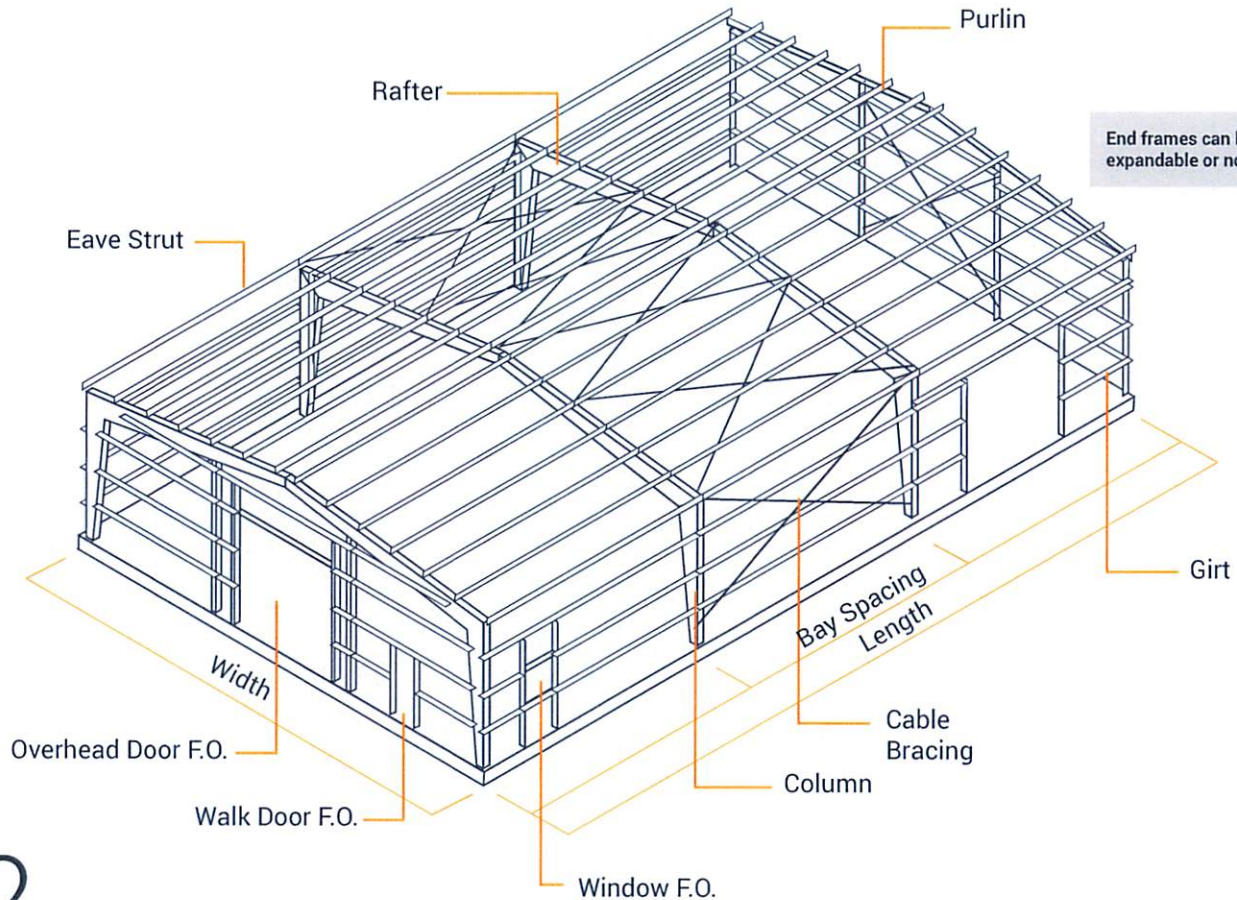 Purlin
Rafter
End frames can
expandable or
Eave Strut
Girt
Bay Spacing
Length
Width
Cable
Bracing
Overhead Door F.O.
Column
Walk Door F.O.
Window F.O.